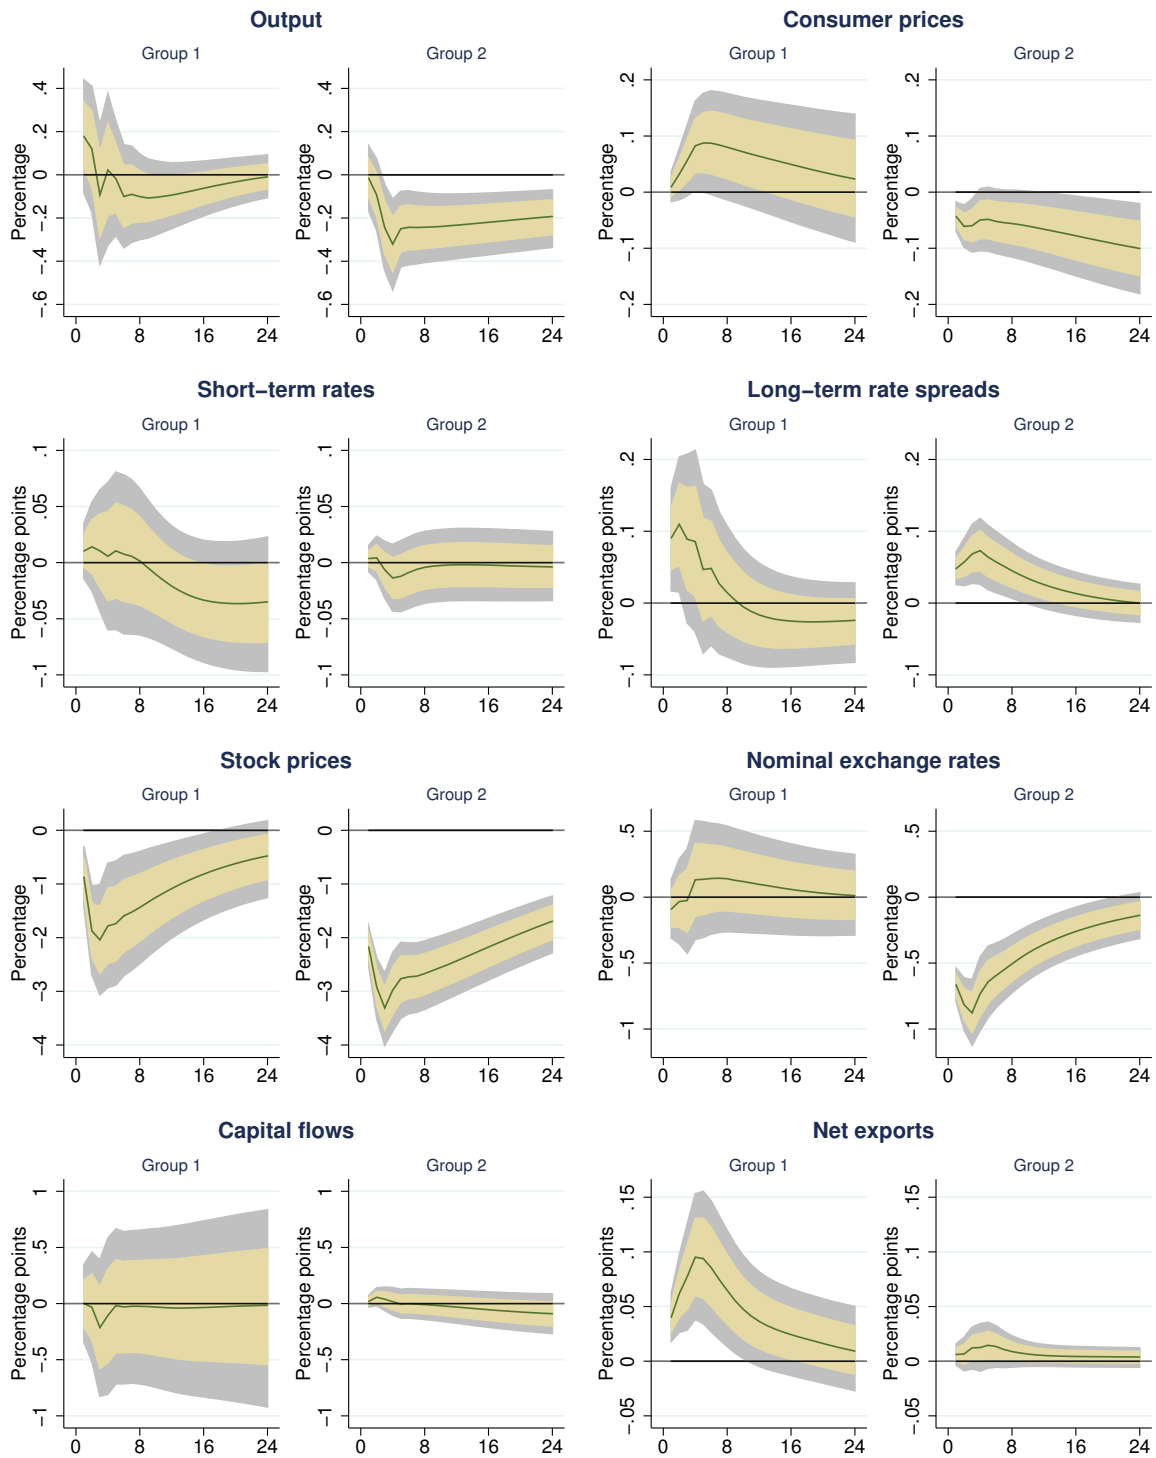 Output
Consumer prices
Group 1
Group 2
Group 1
Group 2
Percentage
.4
.2
0
−.2
−.4
−.6
0 8 16 24
Percentage
.4
.2
0
−.2
−.4
−.6
0 8 16 24
Percentage
.2
.1
0
−.1
−.2
0 8 16 24
Percentage
.2
.1
0
−.1
−.2
0 8 16 24
Short−term rates
Long−term rate spreads
Group 1
Group 2
Group 1
Group 2
Percentage points
.1
.05
0
−.05
−.1
0 8 16 24
Percentage points
.1
.05
0
−.05
−.1
0 8 16 24
Percentage points
.2
.1
0
−.1
0 8 16 24
Percentage points
.2
.1
0
−.1
0 8 16 24
Stock prices
Nominal exchange rates
Group 1
Group 2
Group 1
Group 2
Percentage
0
−1
−2
−3
−4
0 8 16 24
Percentage
0
−1
−2
−3
−4
0 8 16 24
Percentage
.5
0
−.5
−1
0 8 16 24
Percentage
.5
0
−.5
−1
0 8 16 24
Capital flows
Net exports
Group 1
Group 2
Group 1
Group 2
Percentage points
1
.5
0
−.5
−1
0 8 16 24
Percentage points
1
.5
0
−.5
−1
0 8 16 24
Percentage points
.15
.1
.05
0
−.05
0 8 16 24
Percentage points
.15
.1
.05
0
−.05
0 8 16 24